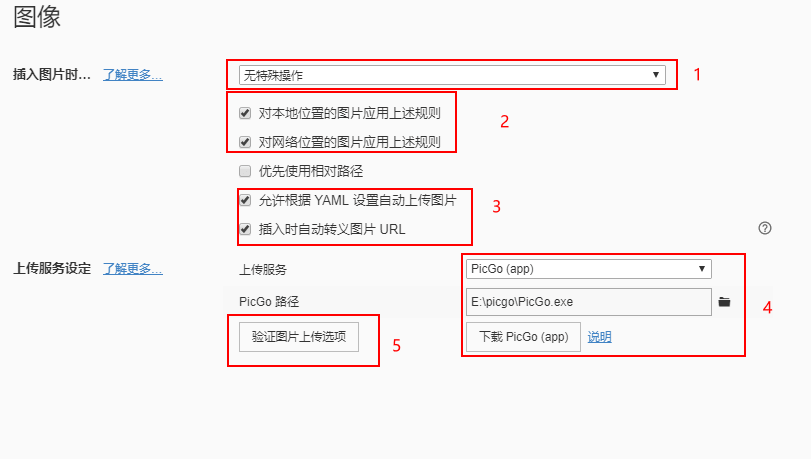 图像
插入图片时... 了解更多... 无特殊操作 1
对本地位置的图片应用上述规则
2
对网络位置的图片应用上述规则
优先使用相对路径
允许根据 YAML 设置自动上传图片
3
插入时自动转义图片 URL
上传服务设定 了解更多... 上传服务 PicGo (app)
PicGo 路径 E:\picgo\PicGo.exe
4
验证图片上传选项 5 下载 PicGo (app) 说明